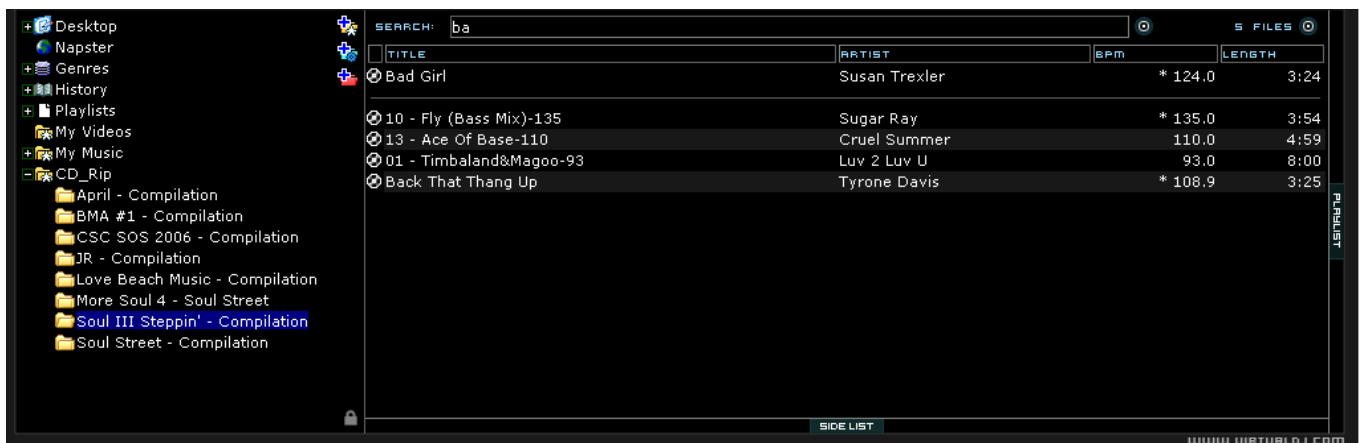 Desktop
Napster
Genres
History
Playlists
My Videos
My Music
CD_Rip
April - Compilation
BMA #1 - Compilation
CSC SOS 2006 - Compilation
JR - Compilation
Love Beach Music - Compilation
More Soul 4 - Soul Street
Soul III Steppin' - Compilation
Soul Street - Compilation
SEARCH: ba 5 FILES
TITLE ARTIST BPM LENGTH
Bad Girl Susan Trexler * 124.0 3:24
10 - Fly (Bass Mix)-135 Sugar Ray * 135.0 3:54
13 - Ace Of Base-110 Cruel Summer 110.0 4:59
01 - Timbaland&Magoo-93 Luv 2 Luv U 93.0 8:00
Back That Thang Up Tyrone Davis * 108.9 3:25
PLAYLIST
SIDE LIST
WWW.VIRTUALDJ.COM